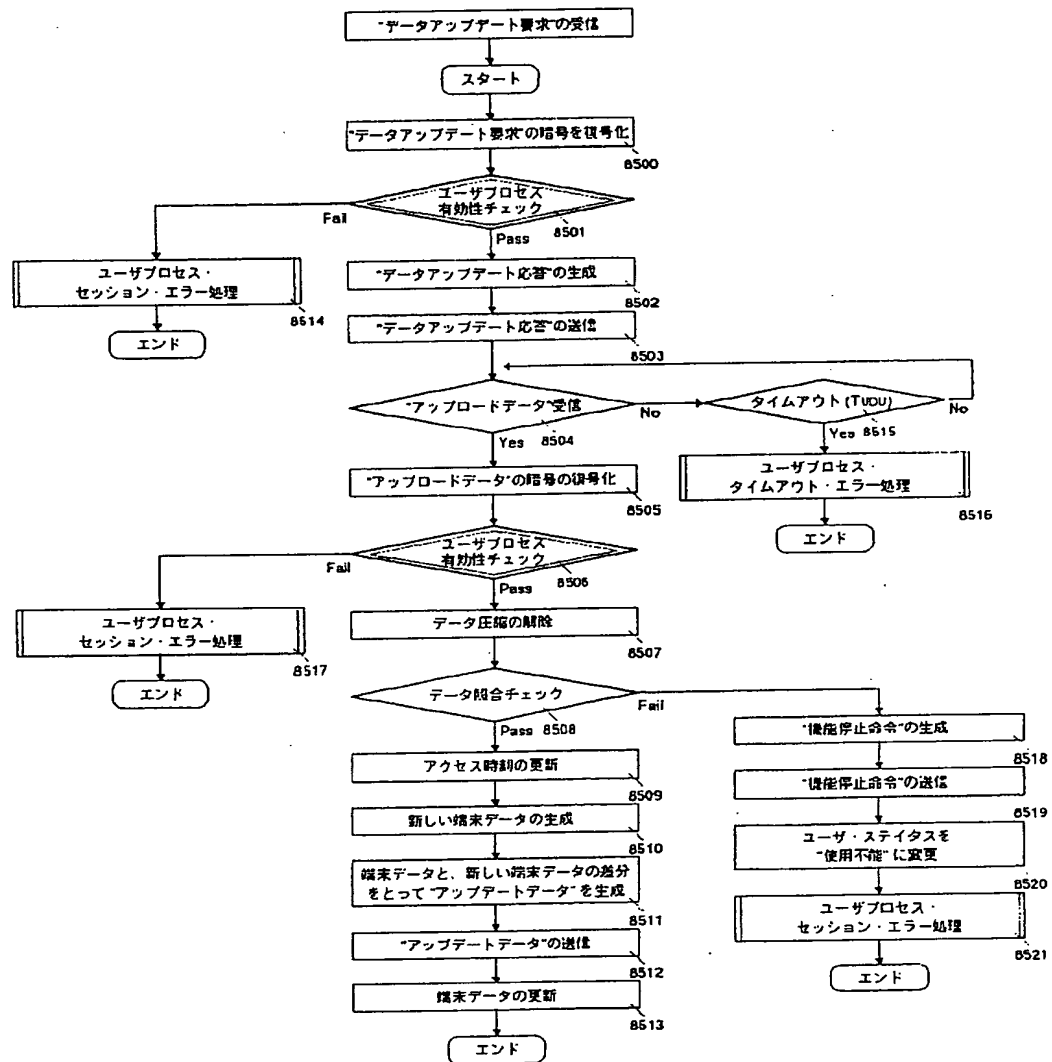 "データアップデート要求"の受信
スタート
"データアップデート要求"の暗号を復号化
8500
ユーザプロセス
有効性チェック
8501
Fail
Pass
ユーザプロセス・
セッション・エラー処理
8514
エンド
"データアップデート応答"の生成
8502
"データアップデート応答"の送信
8503
"アップロードデータ"受信
8504
No
Yes
タイムアウト(TUDU)
8515
No
Yes
ユーザプロセス・
タイムアウト・エラー処理
8516
エンド
"アップロードデータ"の暗号の復号化
8505
ユーザプロセス
有効性チェック
8506
Fail
Pass
ユーザプロセス・
セッション・エラー処理
8517
エンド
データ圧縮の解除
8507
データ照合チェック
8508
Fail
Pass
アクセス時刻の更新
8509
新しい端末データの生成
8510
端末データと、新しい端末データの差分
をとって"アップデートデータ"を生成
8511
"アップデートデータ"の送信
8512
端末データの更新
8513
エンド
"機能停止命令"の生成
8518
"機能停止命令"の送信
8519
ユーザ・ステイタスを
"使用不能"に変更
8520
ユーザプロセス・
セッション・エラー処理
8521
エンド